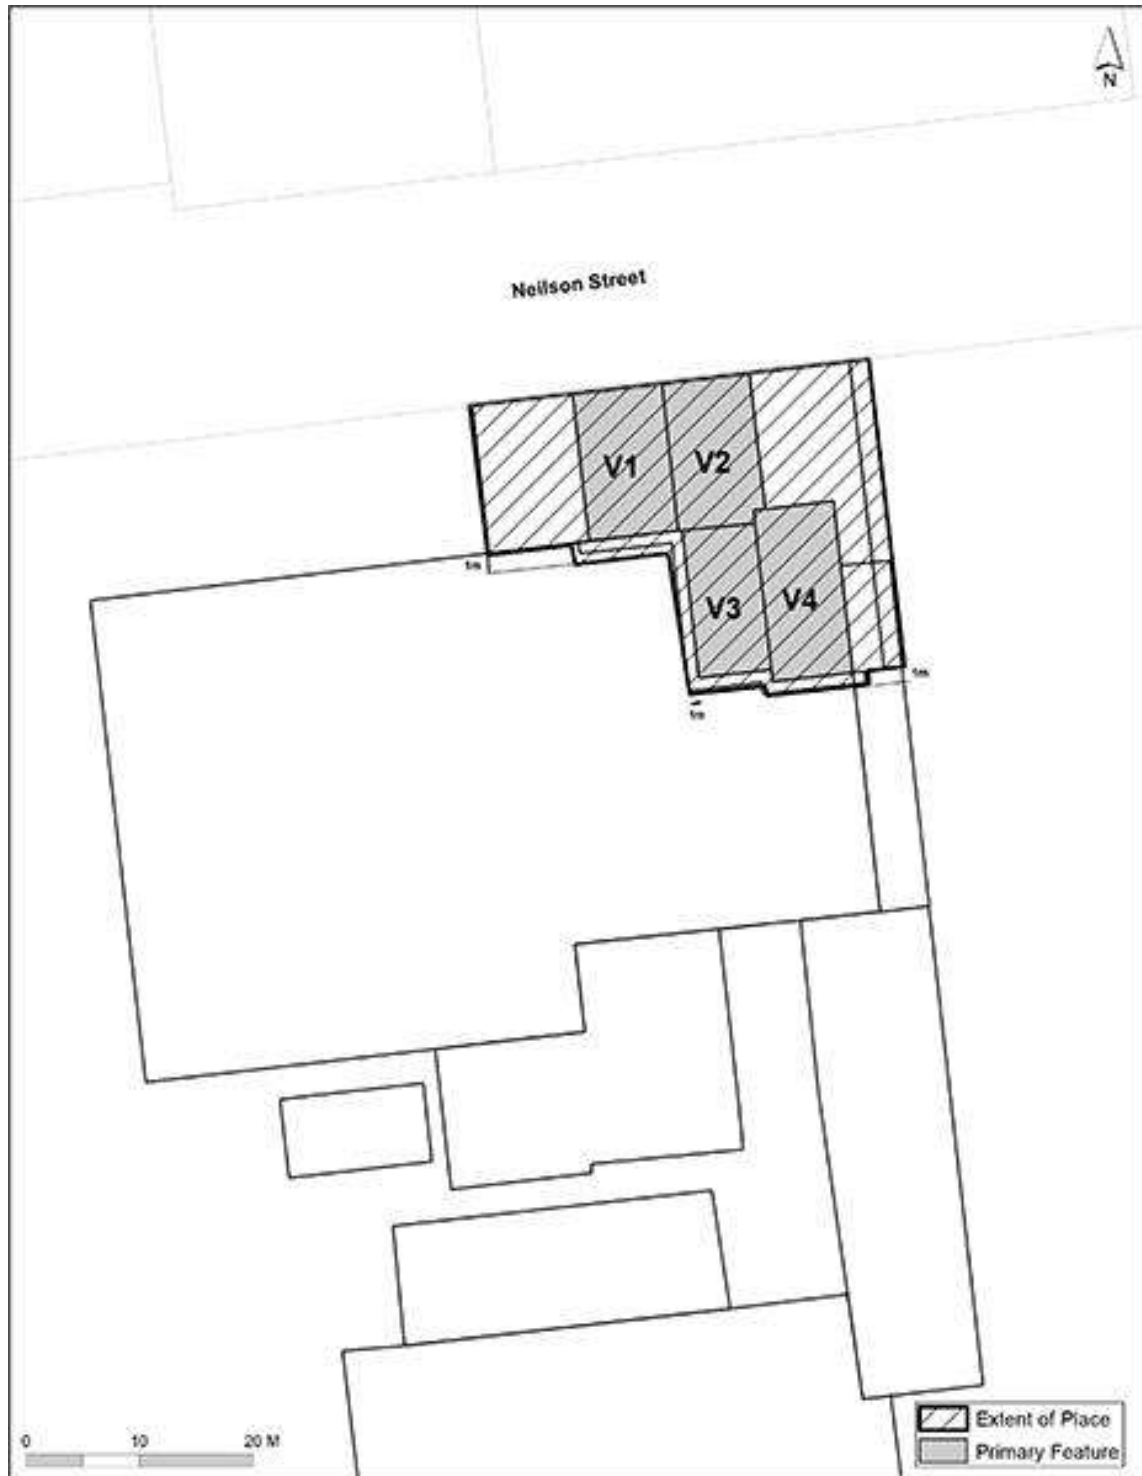 N
Neilson Street
V1
V2
1m
V3
V4
1m
1m
0 10 20 M
Extent of Place
Primary Feature